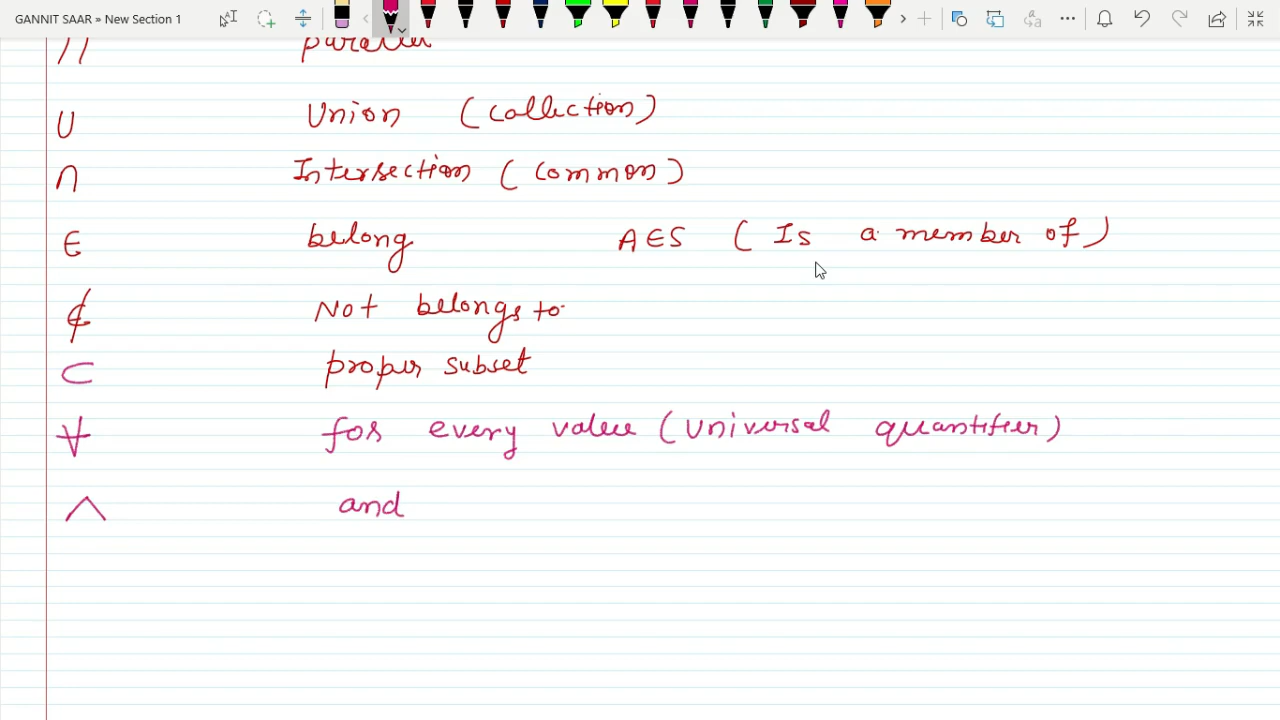 GANNIT SAAR » New Section 1
// parallel
∪ Union (collection)
∩ Intersection (common)
∈ belong A∈S (Is a member of)
∉ Not belongs to
⊂ proper subset
∀ for every value (universal quantifier)
∧ and